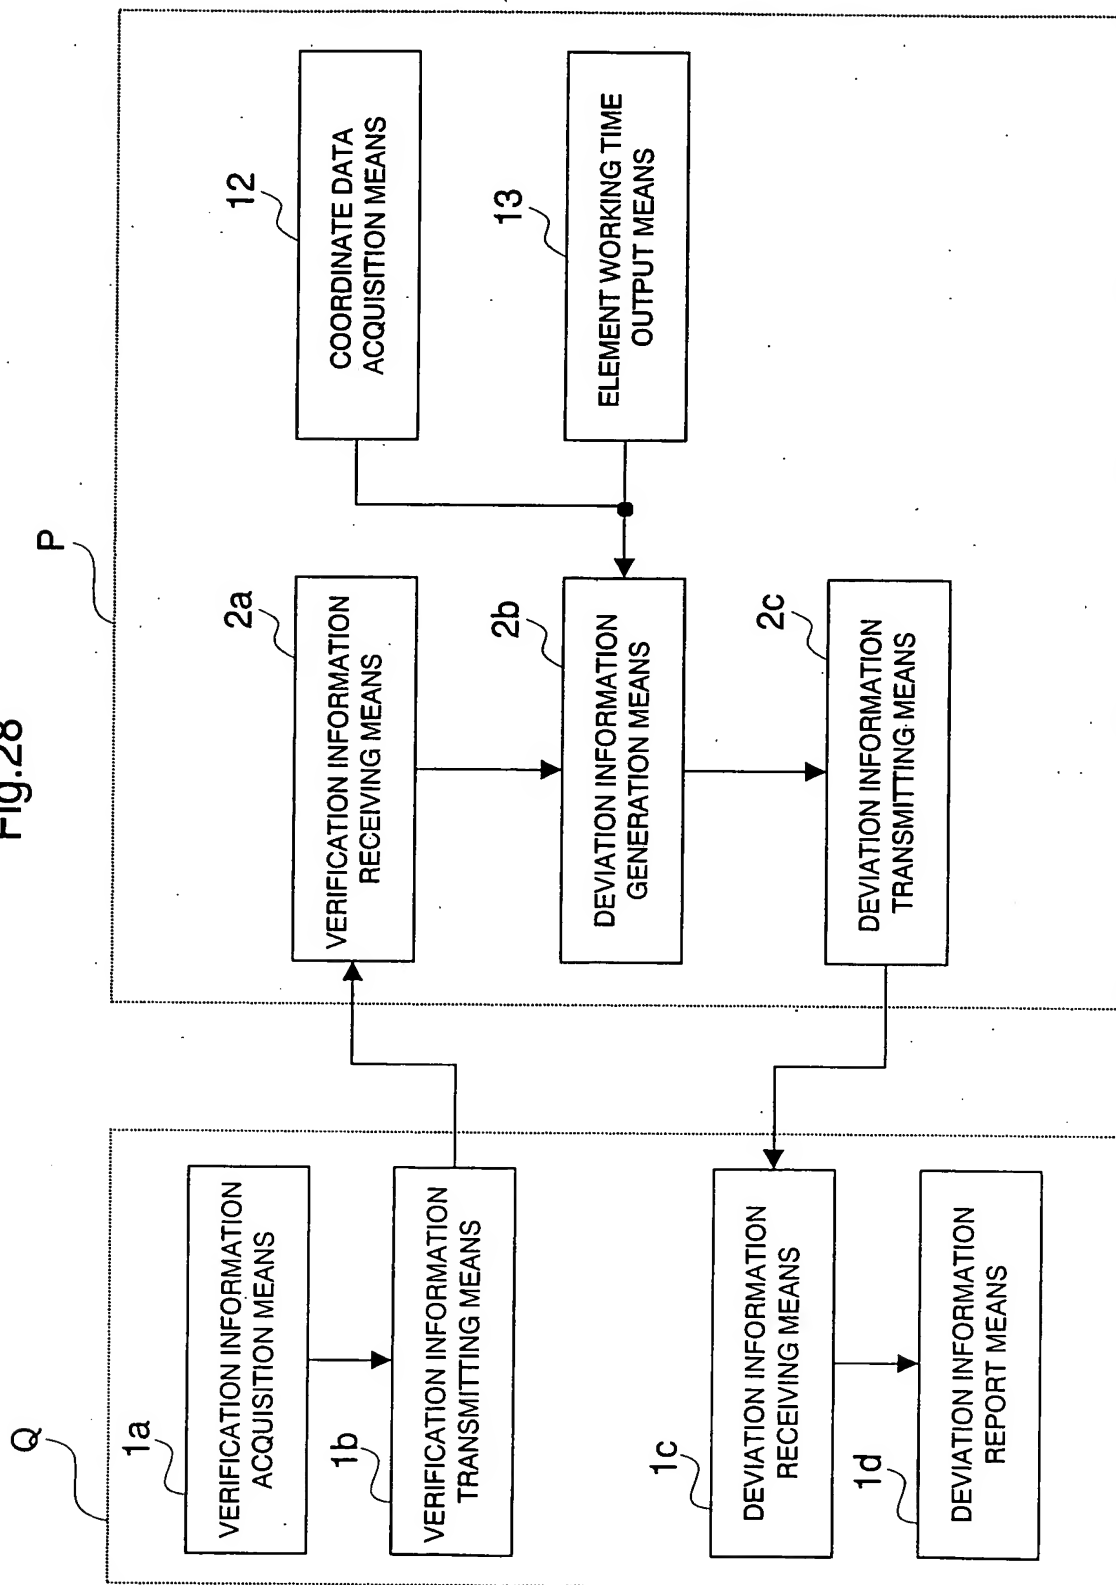 Fig.28
Q
1a
VERIFICATION INFORMATION
ACQUISITION MEANS
1b
VERIFICATION INFORMATION
TRANSMITTING MEANS
1c
DEVIATION INFORMATION
RECEIVING MEANS
1d
DEVIATION INFORMATION
REPORT MEANS
P
2a
VERIFICATION INFORMATION
RECEIVING MEANS
2b
DEVIATION INFORMATION
GENERATION MEANS
2c
DEVIATION INFORMATION
TRANSMITTING MEANS
12
COORDINATE DATA
ACQUISITION MEANS
13
ELEMENT WORKING TIME
OUTPUT MEANS